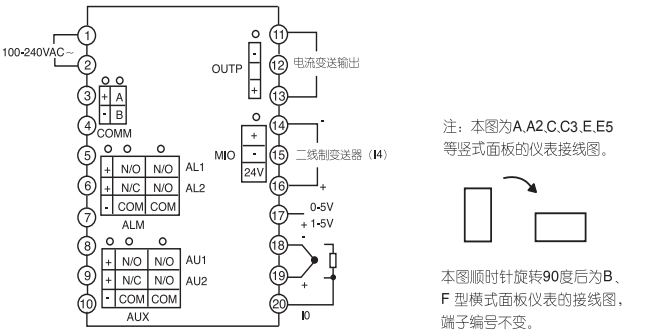 100-240VAC~
1
2
3
4
5
6
7
8
9
10
+ A
- B
COMM
+ N/O N/O AL1
+ N/C N/O AL2
- COM COM
ALM
+ N/O N/O AU1
+ N/C N/O AU2
- COM COM
AUX
OUTP
-
+
MIO
+
-
24V
11
12
13
14
15
16
17
18
19
20
电流变送输出
-
二线制变送器（I4）
+
0-5V
+ 1-5V
-
+
I0
注：本图为A,A2,C,C3,E,E5
等竖式面板的仪表接线图。
本图顺时针旋转90度后为B、
F 型横式面板仪表的接线图，
端子编号不变。